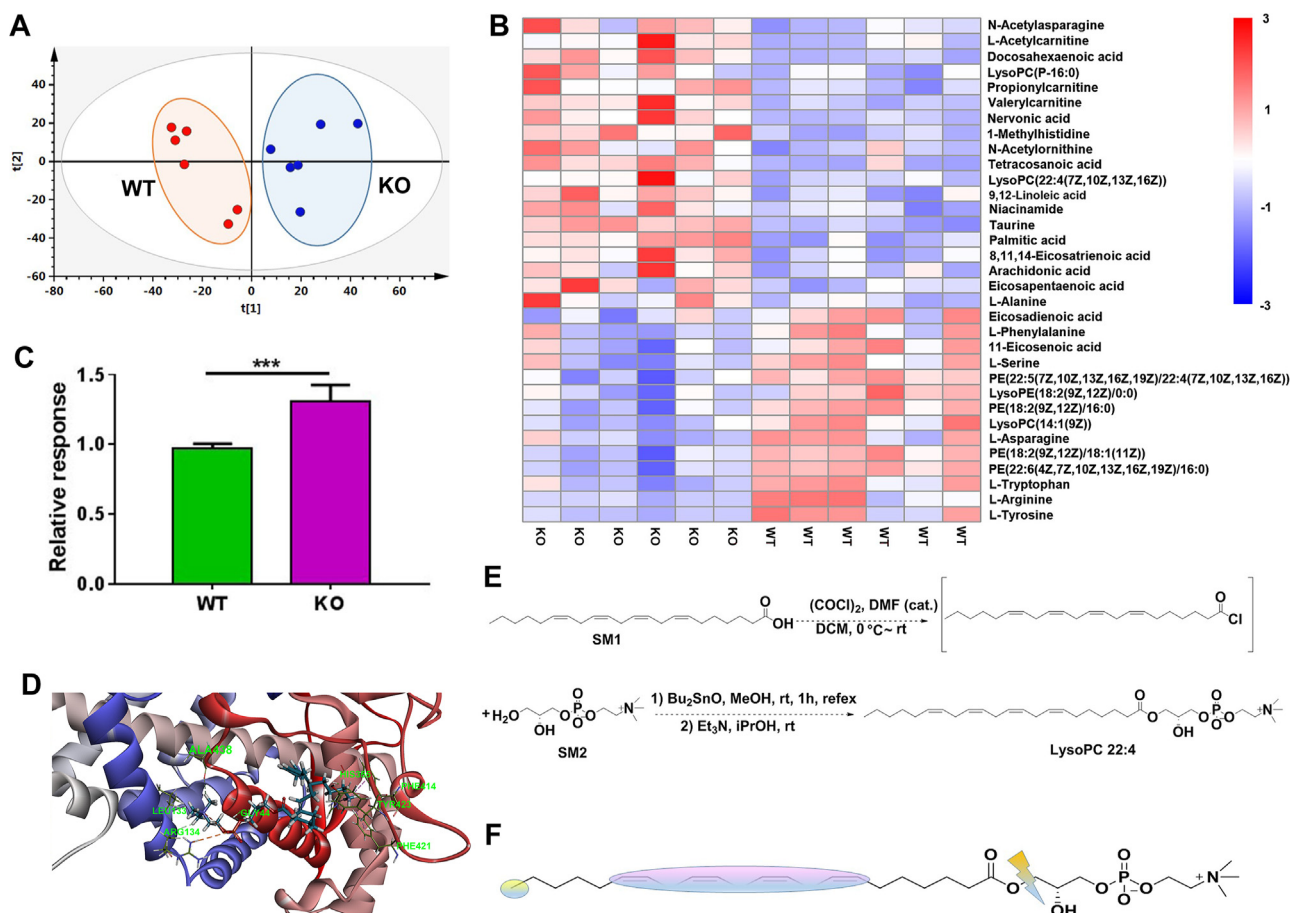 A
40
20
0
-20
-40
-60
-80
-60
-40
-20
0
20
40
60
t[2]
t[1]
WT
KO
B
N-Acetylasparagine
L-Acetylcarnitine
Docosahexaenoic acid
LysoPC(P-16:0)
Propionylcarnitine
Valerylcarnitine
Nervonic acid
1-Methylhistidine
N-Acetylornithine
Tetracosanoic acid
LysoPC(22:4(7Z,10Z,13Z,16Z))
9,12-Linoleic acid
Niacinamide
Taurine
Palmitic acid
8,11,14-Eicosatrienoic acid
Arachidonic acid
Eicosapentaenoic acid
L-Alanine
Eicosadienoic acid
L-Phenylalanine
11-Eicosenoic acid
L-Serine
PE(22:5(7Z,10Z,13Z,16Z,19Z)/22:4(7Z,10Z,13Z,16Z))
LysoPE(18:2(9Z,12Z)/0:0)
PE(18:2(9Z,12Z)/16:0)
LysoPC(14:1(9Z))
L-Asparagine
PE(18:2(9Z,12Z)/18:1(11Z))
PE(22:6(4Z,7Z,10Z,13Z,16Z,19Z)/16:0)
L-Tryptophan
L-Arginine
L-Tyrosine
KO KO KO KO KO KO WT WT WT WT WT WT
3
1
-1
-3
C
Relative response
1.5
1.0
0.5
0.0
***
WT
KO
D
ALA438
GLY44
ARG134
TYR420
PHE421
E
O
OH
SM1
(COCl)2, DMF (cat.)
DCM, 0 °C~ rt
O
Cl
+H2O
OH
O
P
O
O
N
+
SM2
1) Bu2SnO, MeOH, rt, 1h, refex
2) Et3N, iPrOH, rt
O
O
OH
O
P
O
O
N
+
LysoPC 22:4
F
O
O
OH
O
P
O
O
N
+